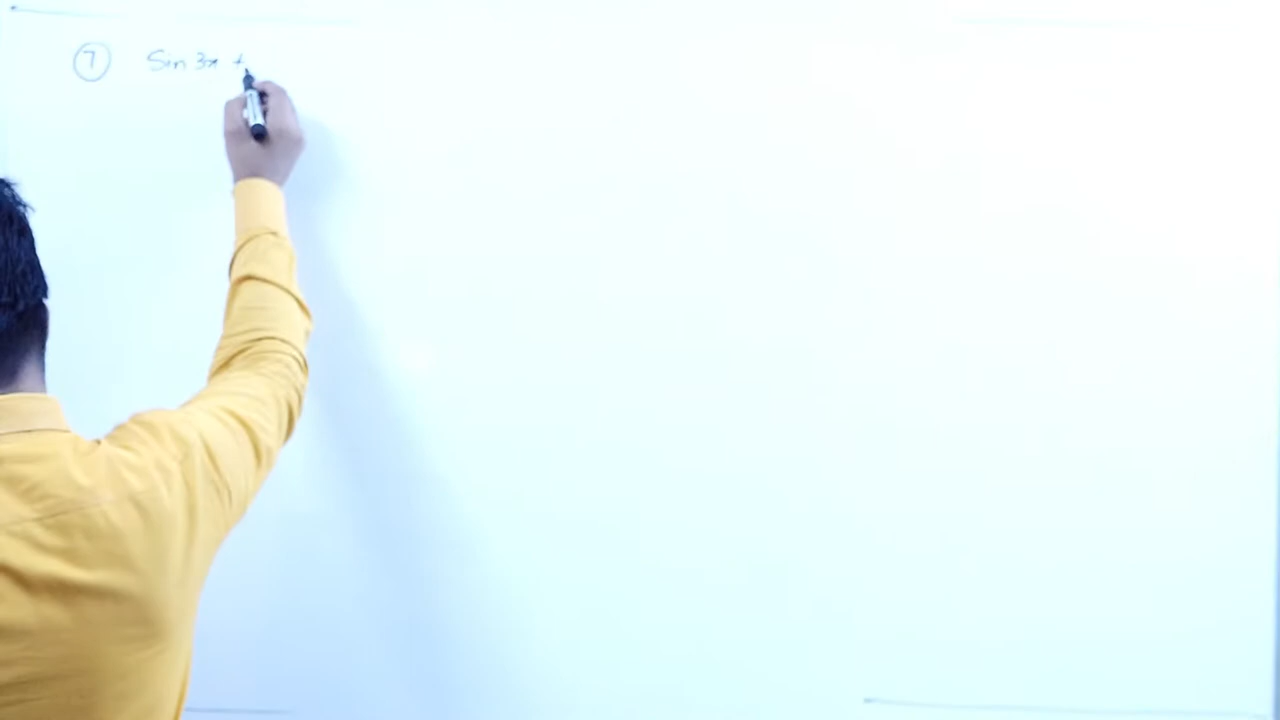 ⑦ Sin 3x +